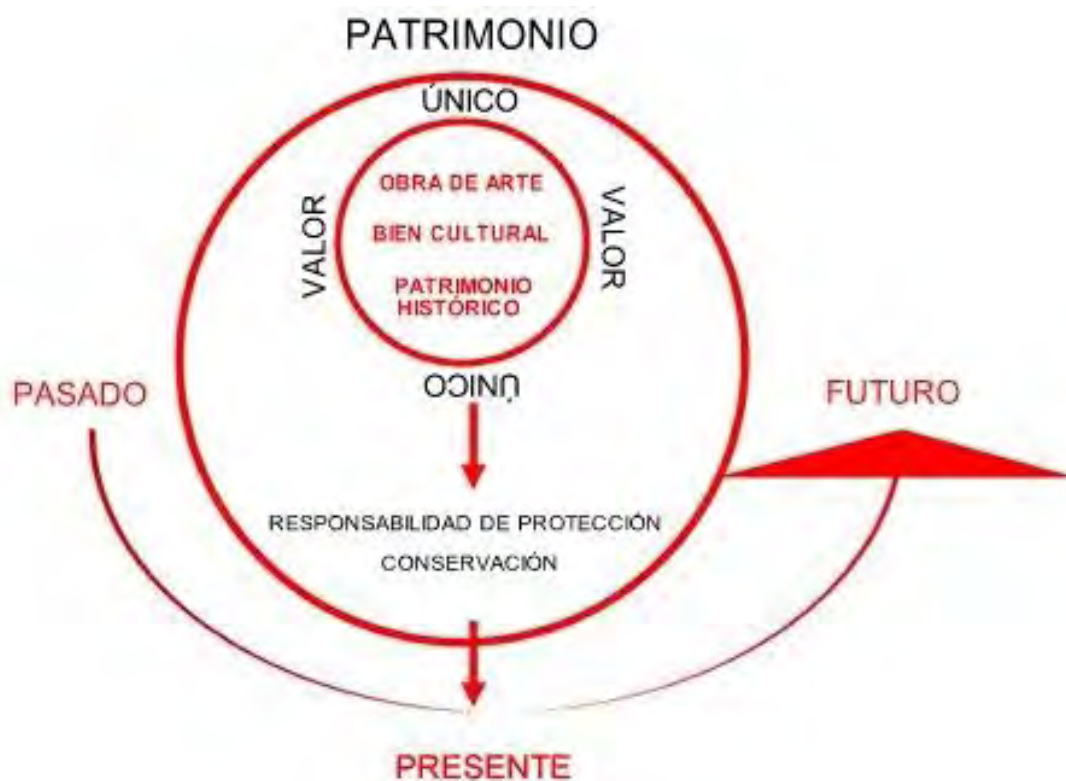 PATRIMONIO
ÚNICO
OBRA DE ARTE
VALOR
VALOR
BIEN CULTURAL
PATRIMONIO
HISTÓRICO
ÚNICO
PASADO
FUTURO
RESPONSABILIDAD DE PROTECCIÓN
CONSERVACIÓN
PRESENTE